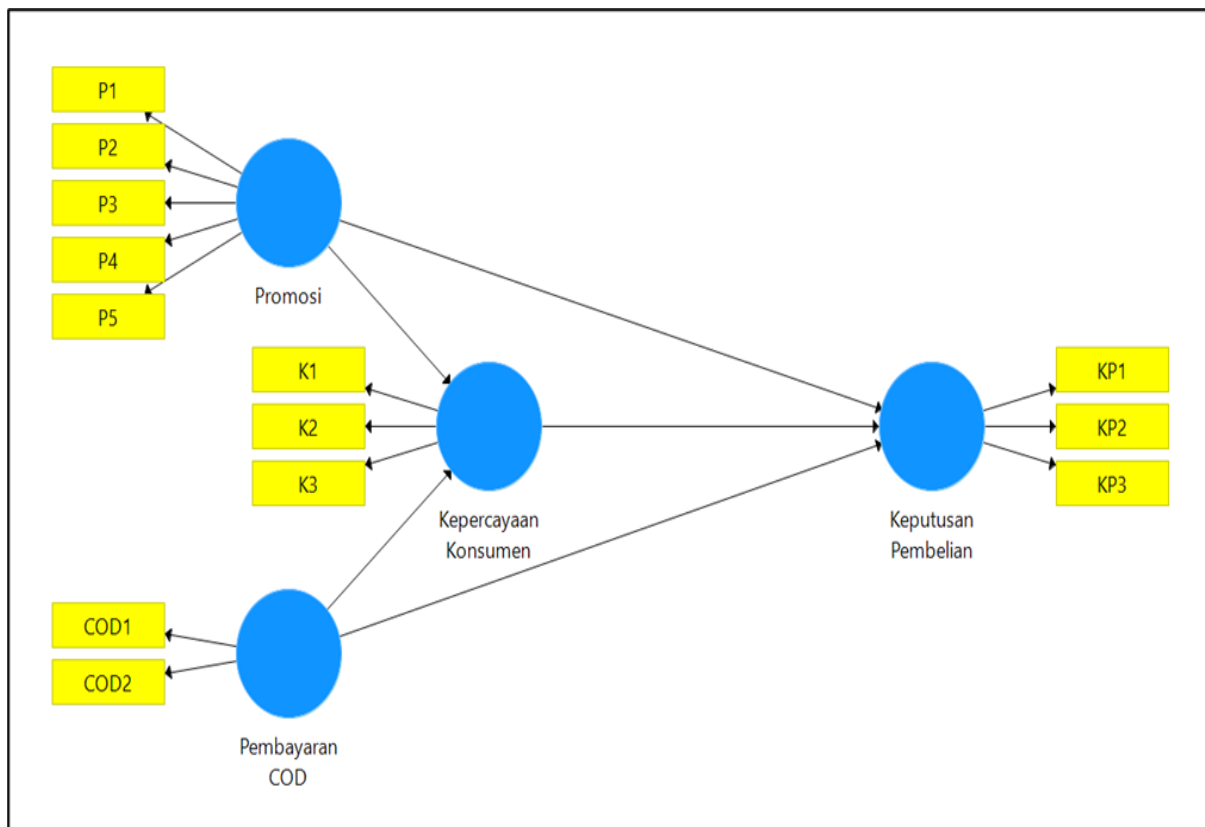 P1
P2
P3
P4
P5
Promosi
K1
K2
K3
Kepercayaan
Konsumen
KP1
KP2
KP3
Keputusan
Pembelian
COD1
COD2
Pembayaran
COD